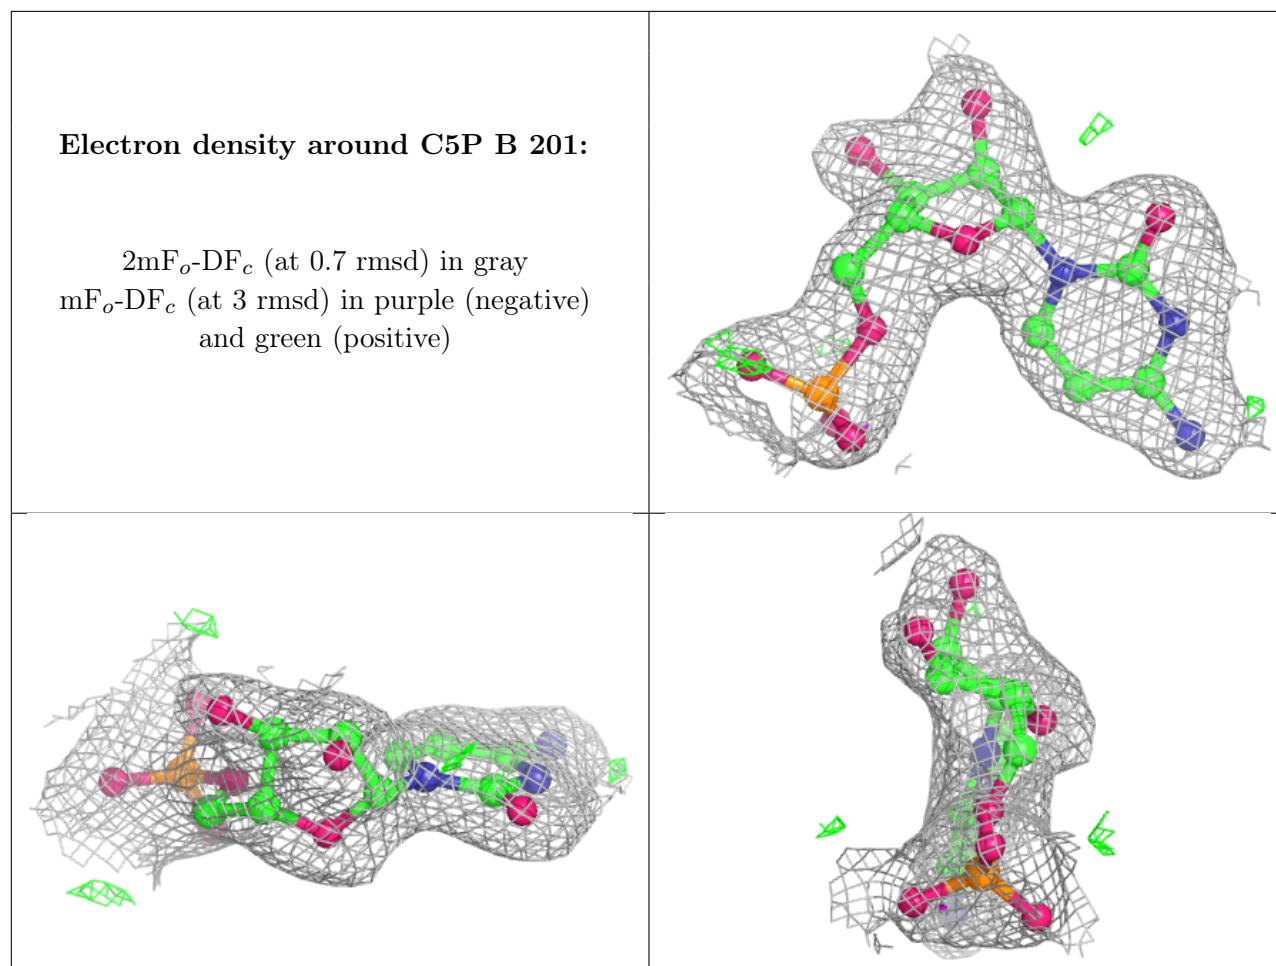 Electron density around C5P B 201:
2mFo-DFc (at 0.7 rmsd) in gray
mFo-DFc (at 3 rmsd) in purple (negative)
and green (positive)